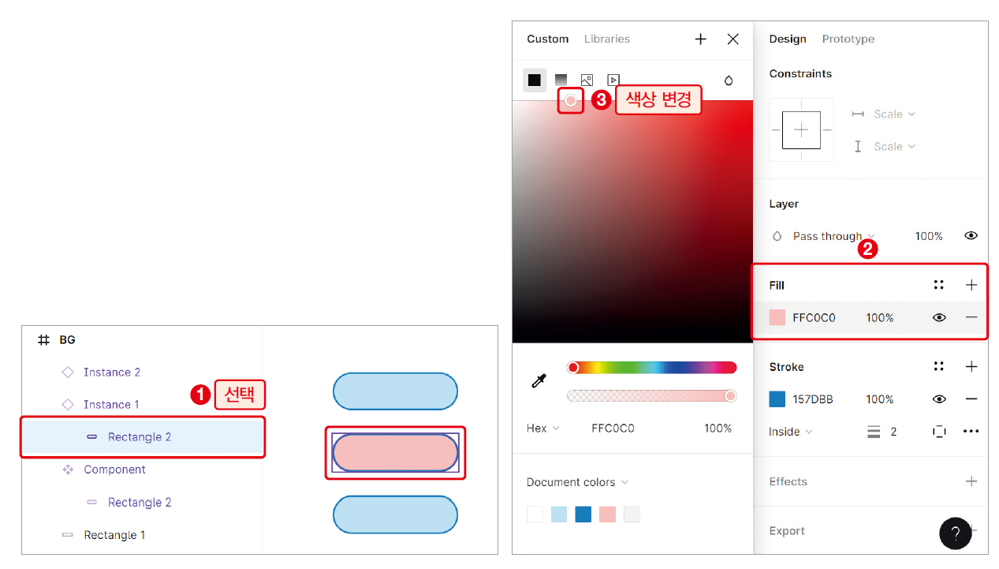 BG
Instance 2
Instance 1
1 선택
Rectangle 2
Component
Rectangle 2
Rectangle 1
Custom Libraries
3 색상 변경
Hex FFC0C0 100%
Document colors
Design Prototype
Constraints
Scale
Scale
Layer
Pass through 100%
2
Fill
FFC0C0 100%
Stroke
157DBB 100%
Inside 2
Effects
Export
?